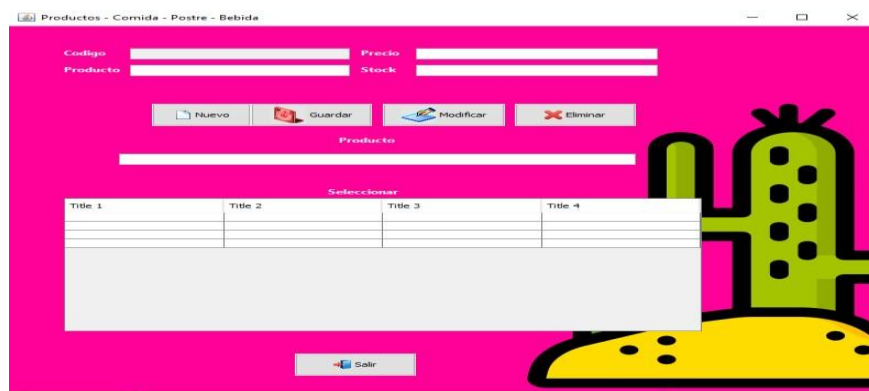 Productos - Comida - Postre - Bebida
Codigo Precio
Producto Stock
Nuevo Guardar Modificar Eliminar
Producto
Seleccionar
Title 1 Title 2 Title 3 Title 4
Salir